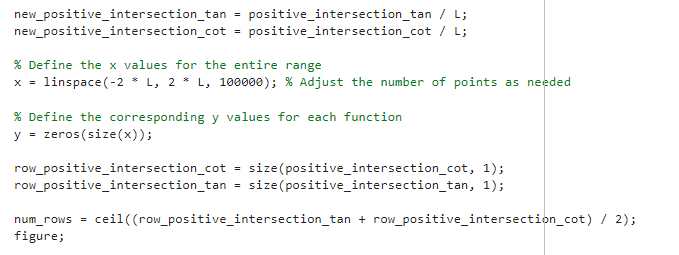 new_positive_intersection_tan = positive_intersection_tan / L;
new_positive_intersection_cot = positive_intersection_cot / L;
% Define the x values for the entire range
x = linspace(-2 * L, 2 * L, 100000); % Adjust the number of points as needed
% Define the corresponding y values for each function
y = zeros(size(x));
row_positive_intersection_cot = size(positive_intersection_cot, 1);
row_positive_intersection_tan = size(positive_intersection_tan, 1);
num_rows = ceil((row_positive_intersection_tan + row_positive_intersection_cot) / 2);
figure;